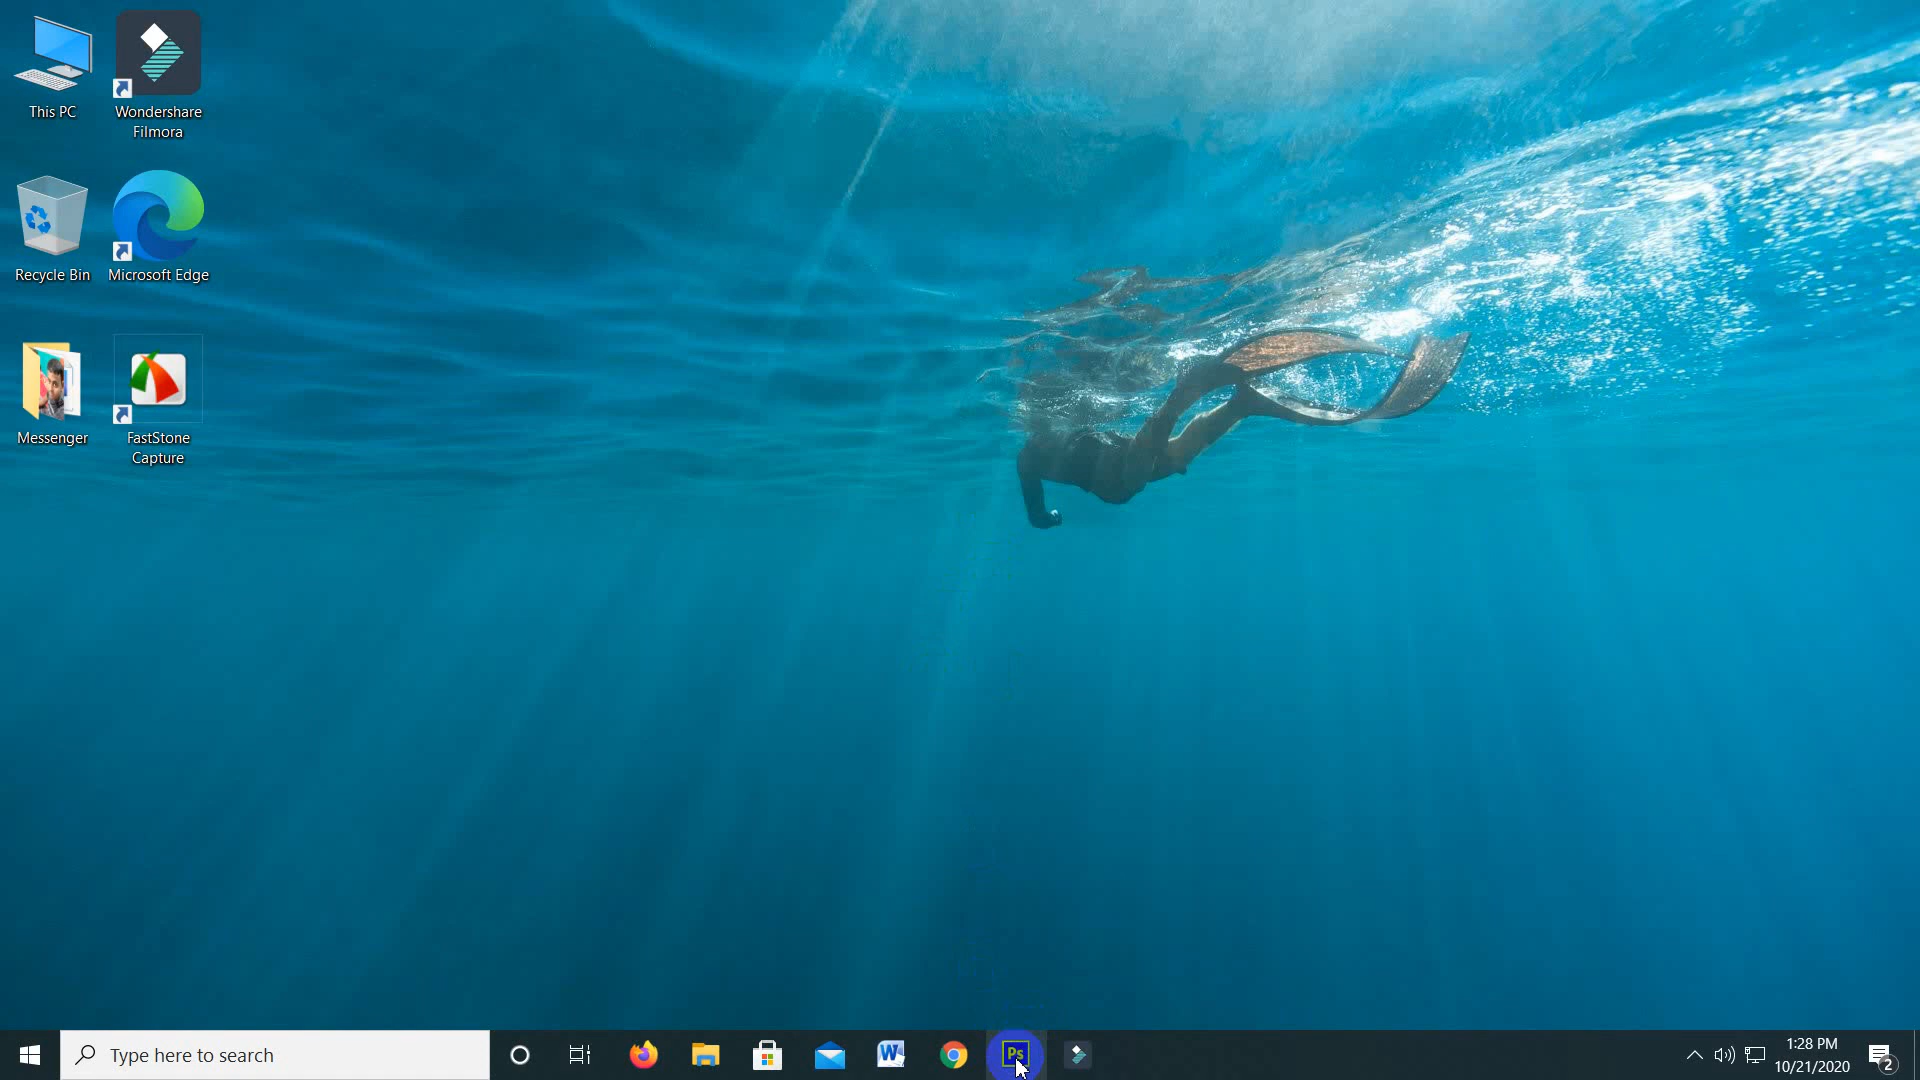 This PC
Wondershare
Filmora
Recycle Bin
Microsoft Edge
Messenger
FastStone
Capture
Type here to search
W
Ps
1:28 PM
10/21/2020
2